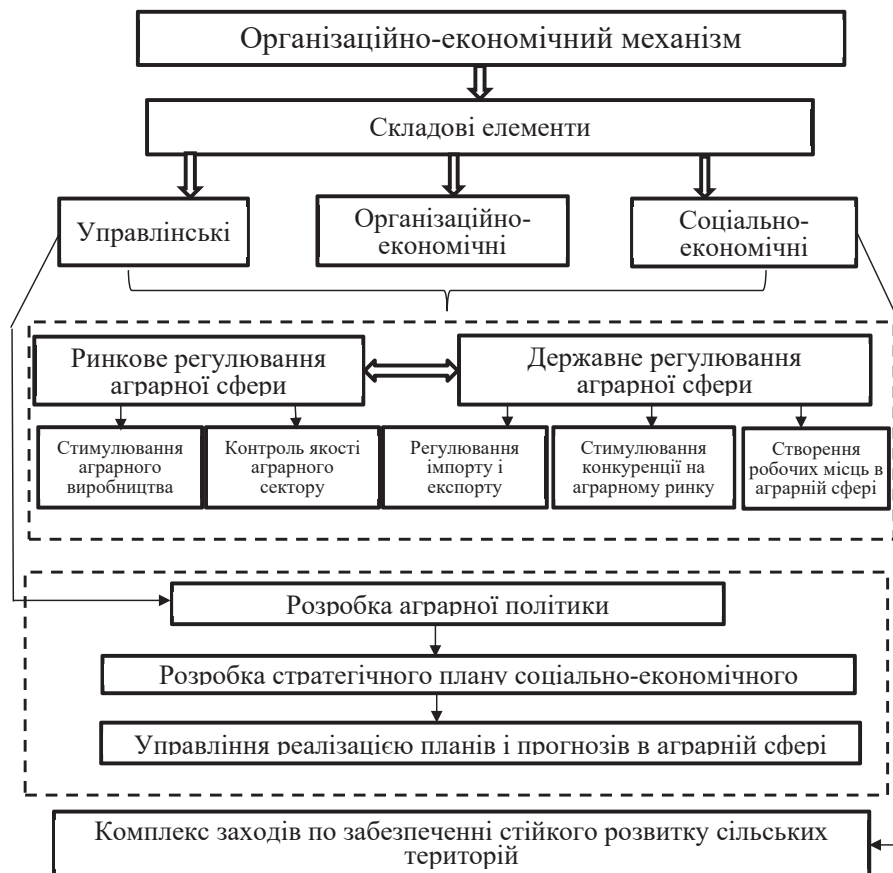 Організаційно-економічний механізм
Складові елементи
Управлінські
Організаційно-
економічні
Соціально-
економічні
Ринкове регулювання
аграрної сфери
Державне регулювання
аграрної сфери
Стимулювання
аграрного
виробництва
Контроль якості
аграрного
сектору
Регулювання
імпорту і
експорту
Стимулювання
конкуренції на
аграрному ринку
Створення
робочих місць в
аграрній сфері
Розробка аграрної політики
Розробка стратегічного плану соціально-економічного
Управління реалізацією планів і прогнозів в аграрній сфері
Комплекс заходів по забезпеченні стійкого розвитку сільських
територій